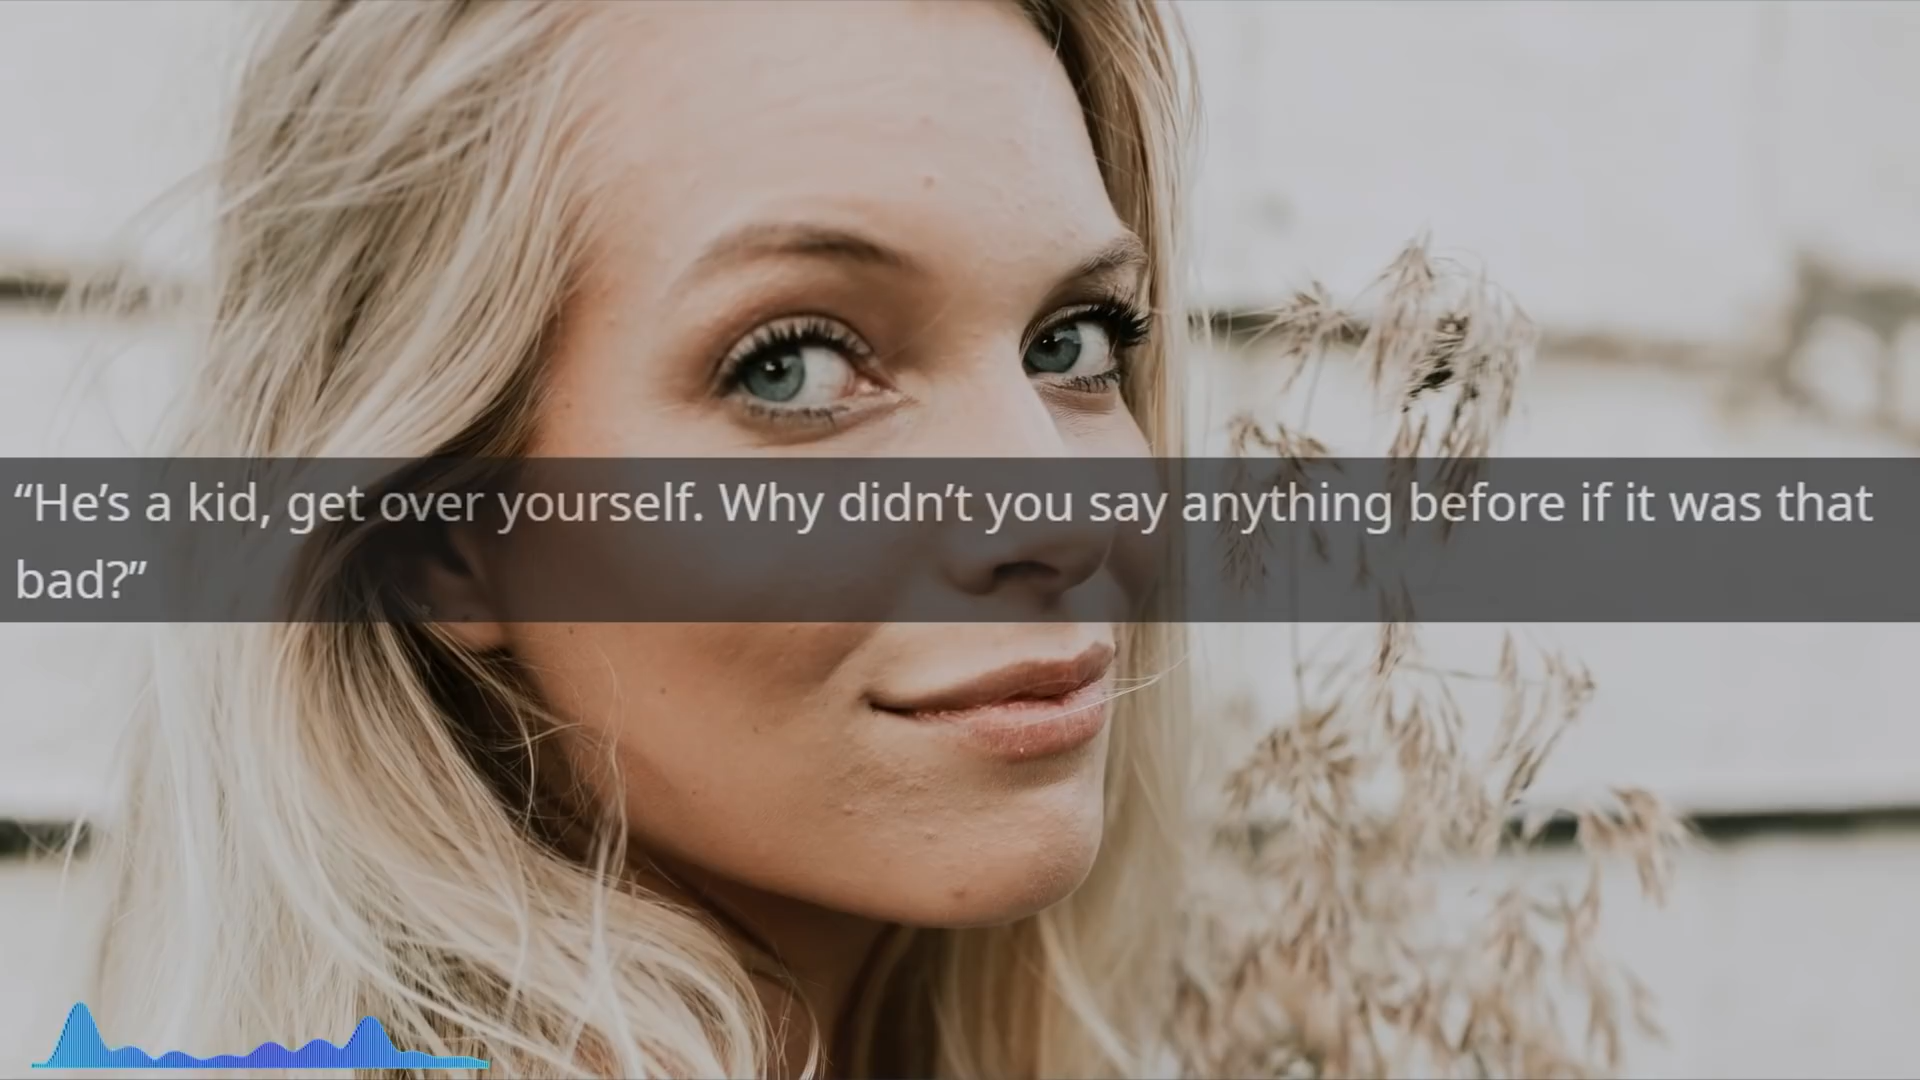 “He’s a kid, get over yourself. Why didn’t you say anything before if it was that
bad?”